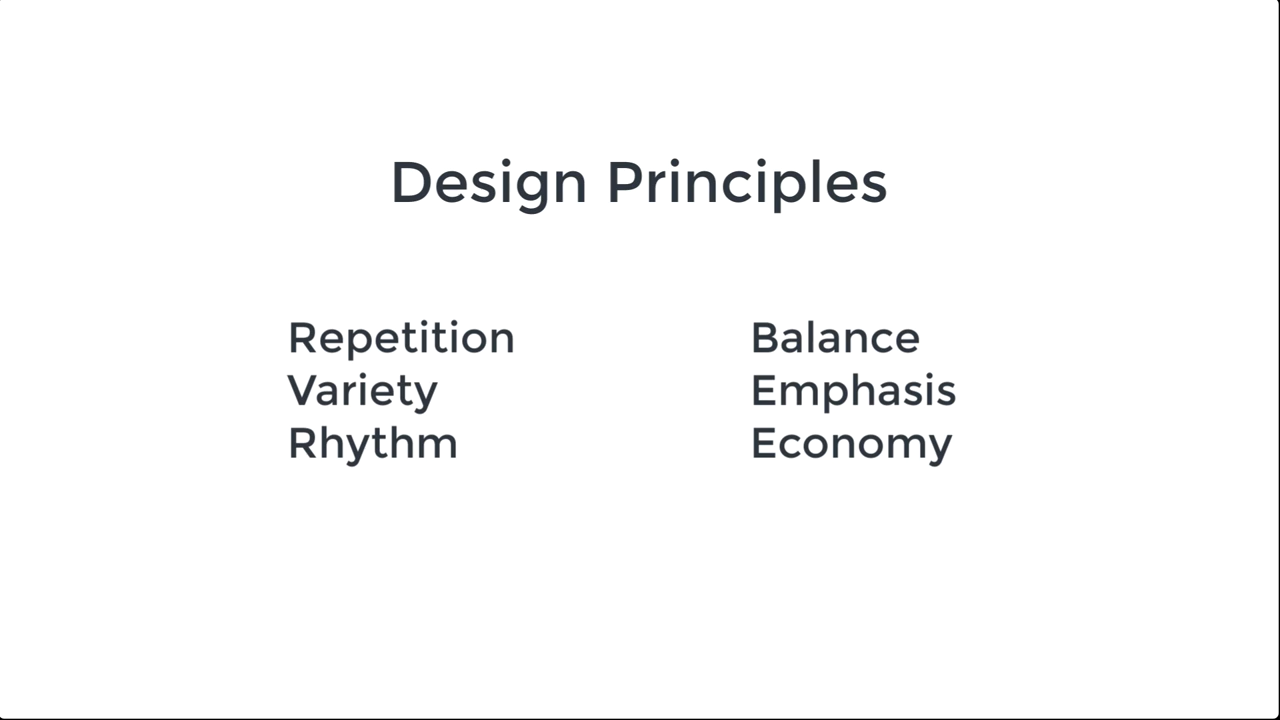 Design Principles
Repetition
Variety
Rhythm
Balance
Emphasis
Economy